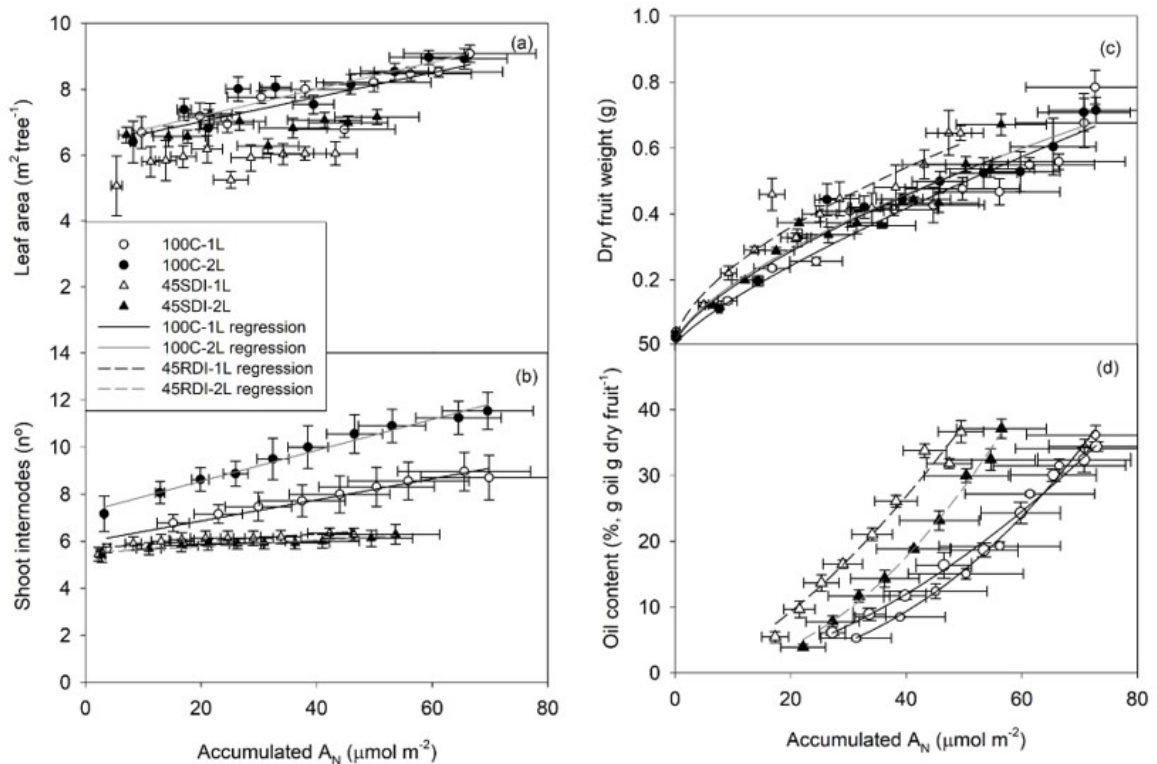 (a)
10
8
6
4
2
Leaf area (m² tree⁻¹)
100C-1L
100C-2L
45SDI-1L
45SDI-2L
100C-1L regression
100C-2L regression
45RDI-1L regression
45RDI-2L regression
(b)
14
12
10
8
6
4
2
0
Shoot internodes (nº)
0 20 40 60 80
Accumulated A_N (μmol m⁻²)
(c)
1.0
0.8
0.6
0.4
0.2
Dry fruit weight (g)
(d)
50
40
30
20
10
0
Oil content (%, g oil g dry fruit⁻¹)
0 20 40 60 80
Accumulated A_N (μmol m⁻²)